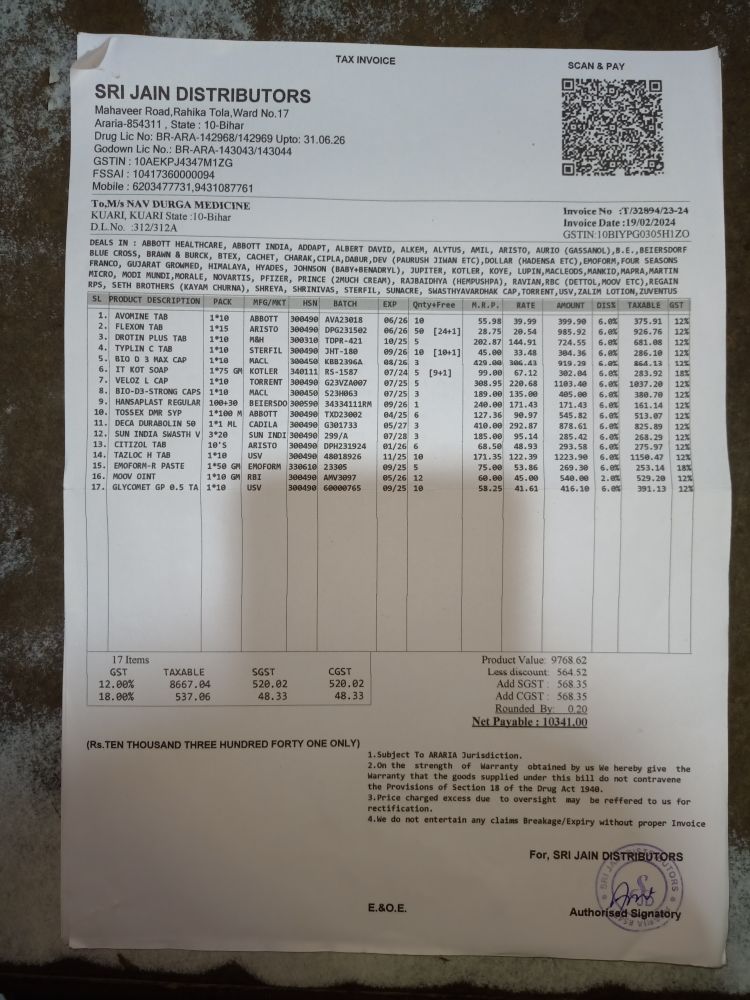 TAX INVOICE
SCAN & PAY
SRI JAIN DISTRIBUTORS
Mahaveer Road,Rahika Tola,Ward No.17
Araria-854311 , State : 10-Bihar
Drug Lic No: BR-ARA-142968/142969 Upto: 31.06.26
Godown Lic No.: BR-ARA-143043/143044
GSTIN : 10AEKPJ4347M1ZG
FSSAI : 10417360000094
Mobile : 6203477731,9431087761
To,M/s NAV DURGA MEDICINE
KUARI, KUARI State :10-Bihar
D.L.No. :312/312A
Invoice No :T/32894/23-24
Invoice Date :19/02/2024
GSTIN:10BIYPG0305H1ZO
DEALS IN : ABBOTT HEALTHCARE, ABBOTT INDIA, ADDAPT, ALBERT DAVID, ALKEM, ALYTUS, AMIL, ARISTO, AURIO (GASSANOL),B.E.,BEIERSDORF
BLUE CROSS, BRAWN & BURCK, BTEX, CACHET, CHARAK,CIPLA,DABUR,DEV (PAURUSH JIWAN ETC),DOLLAR (HADENSA ETC),EMOFORM,FOUR SEASONS
FRANCO, GUJARAT GROWMED, HIMALAYA, HYADES, JOHNSON (BABY+BENADRYL), JUPITER, KOTLER, KOYE, LUPIN,MACLEODS,MANKID,MAPRA,MARTIN
MICRO, MODI MUNDI,MORALE, NOVARTIS, PFIZER, PRINCE (2MUCH CREAM), RAJBAIDHYA (HEMPUSHPA), RAVIAN,RBC (DETTOL,MOOV ETC),REGAIN
RPS, SETH BROTHERS (KAYAM CHURNA), SHREYA, SHRINIVAS, STERFIL, SUNACRE, SWASTHYAVARDHAK CAP,TORRENT,USV,ZALIM LOTION,ZUVENTUS
SL PRODUCT DESCRIPTION PACK MFG/MKT HSN BATCH EXP Qnty+Free M.R.P. RATE AMOUNT DIS% TAXABLE GST
1. AVOMINE TAB 1*10 ABBOTT 300490 AVA23018 06/26 10 55.98 39.99 399.90 6.0% 375.91 12%
2. FLEXON TAB 1*15 ARISTO 300490 DPG231502 06/26 50 [24+1] 28.75 20.54 985.92 6.0% 926.76 12%
3. DROTIN PLUS TAB 1*10 M&H 300310 TDPR-421 10/25 5 202.87 144.91 724.55 6.0% 681.08 12%
4. TYPLIN C TAB 1*10 STERFIL 300490 JHT-180 09/26 10 [10+1] 45.00 33.48 304.36 6.0% 286.10 12%
5. BIO D 3 MAX CAP 1*10 MACL 300450 KBB2396A 08/26 3 429.00 306.43 919.29 6.0% 864.13 12%
6. IT KOT SOAP 1*75 GM KOTLER 340111 RS-1587 07/24 5 [9+1] 99.00 67.12 302.04 6.0% 283.92 18%
7. VELOZ L CAP 1*10 TORRENT 300490 G23VZA007 07/25 5 308.95 220.68 1103.40 6.0% 1037.20 12%
8. BIO-D3-STRONG CAPS 1*10 MACL 300450 S23H063 07/25 3 189.00 135.00 405.00 6.0% 380.70 12%
9. HANSAPLAST REGULAR 100+30 BEIERSDO 300590 34334111RM 09/26 1 240.00 171.43 171.43 6.0% 161.14 12%
10. TOSSEX DMR SYP 1*100 M ABBOTT 300490 TXD23002 04/25 6 127.36 90.97 545.82 6.0% 513.07 12%
11. DECA DURABOLIN 50 1*1 ML CADILA 300490 G301733 05/27 3 410.00 292.87 878.61 6.0% 825.89 12%
12. SUN INDIA SWASTH V 3*20 SUN INDI 300490 299/A 07/28 3 185.00 95.14 285.42 6.0% 268.29 12%
13. CITIZOL TAB 10'S ARISTO 300490 DPH231924 01/26 6 68.50 48.93 293.58 6.0% 275.97 12%
14. TAZLOC H TAB 1*10 USV 300490 48018926 11/25 10 171.35 122.39 1223.90 6.0% 1150.47 12%
15. EMOFORM-R PASTE 1*50 GM EMOFORM 330610 23305 09/25 5 75.00 53.86 269.30 6.0% 253.14 18%
16. MOOV OINT 1*10 GM RBI 300490 AMV3097 05/26 12 60.00 45.00 540.00 2.0% 529.20 12%
17. GLYCOMET GP 0.5 TA 1*10 USV 300490 60000765 09/25 10 58.25 41.61 416.10 6.0% 391.13 12%
17 Items
GST TAXABLE SGST CGST
12.00% 8667.04 520.02 520.02
18.00% 537.06 48.33 48.33
Product Value: 9768.62
Less discount: 564.52
Add SGST : 568.35
Add CGST : 568.35
Rounded By: 0.20
Net Payable : 10341.00
(Rs.TEN THOUSAND THREE HUNDRED FORTY ONE ONLY)
1.Subject To ARARIA Jurisdiction.
2.On the strength of Warranty obtained by us We hereby give the
Warranty that the goods supplied under this bill do not contravene
the Provisions of Section 18 of the Drug Act 1940.
3.Price charged excess due to oversight may be reffered to us for
rectification.
4.We do not entertain any claims Breakage/Expiry without proper Invoice
For, SRI JAIN DISTRIBUTORS
E.&O.E.
Authorised Signatory